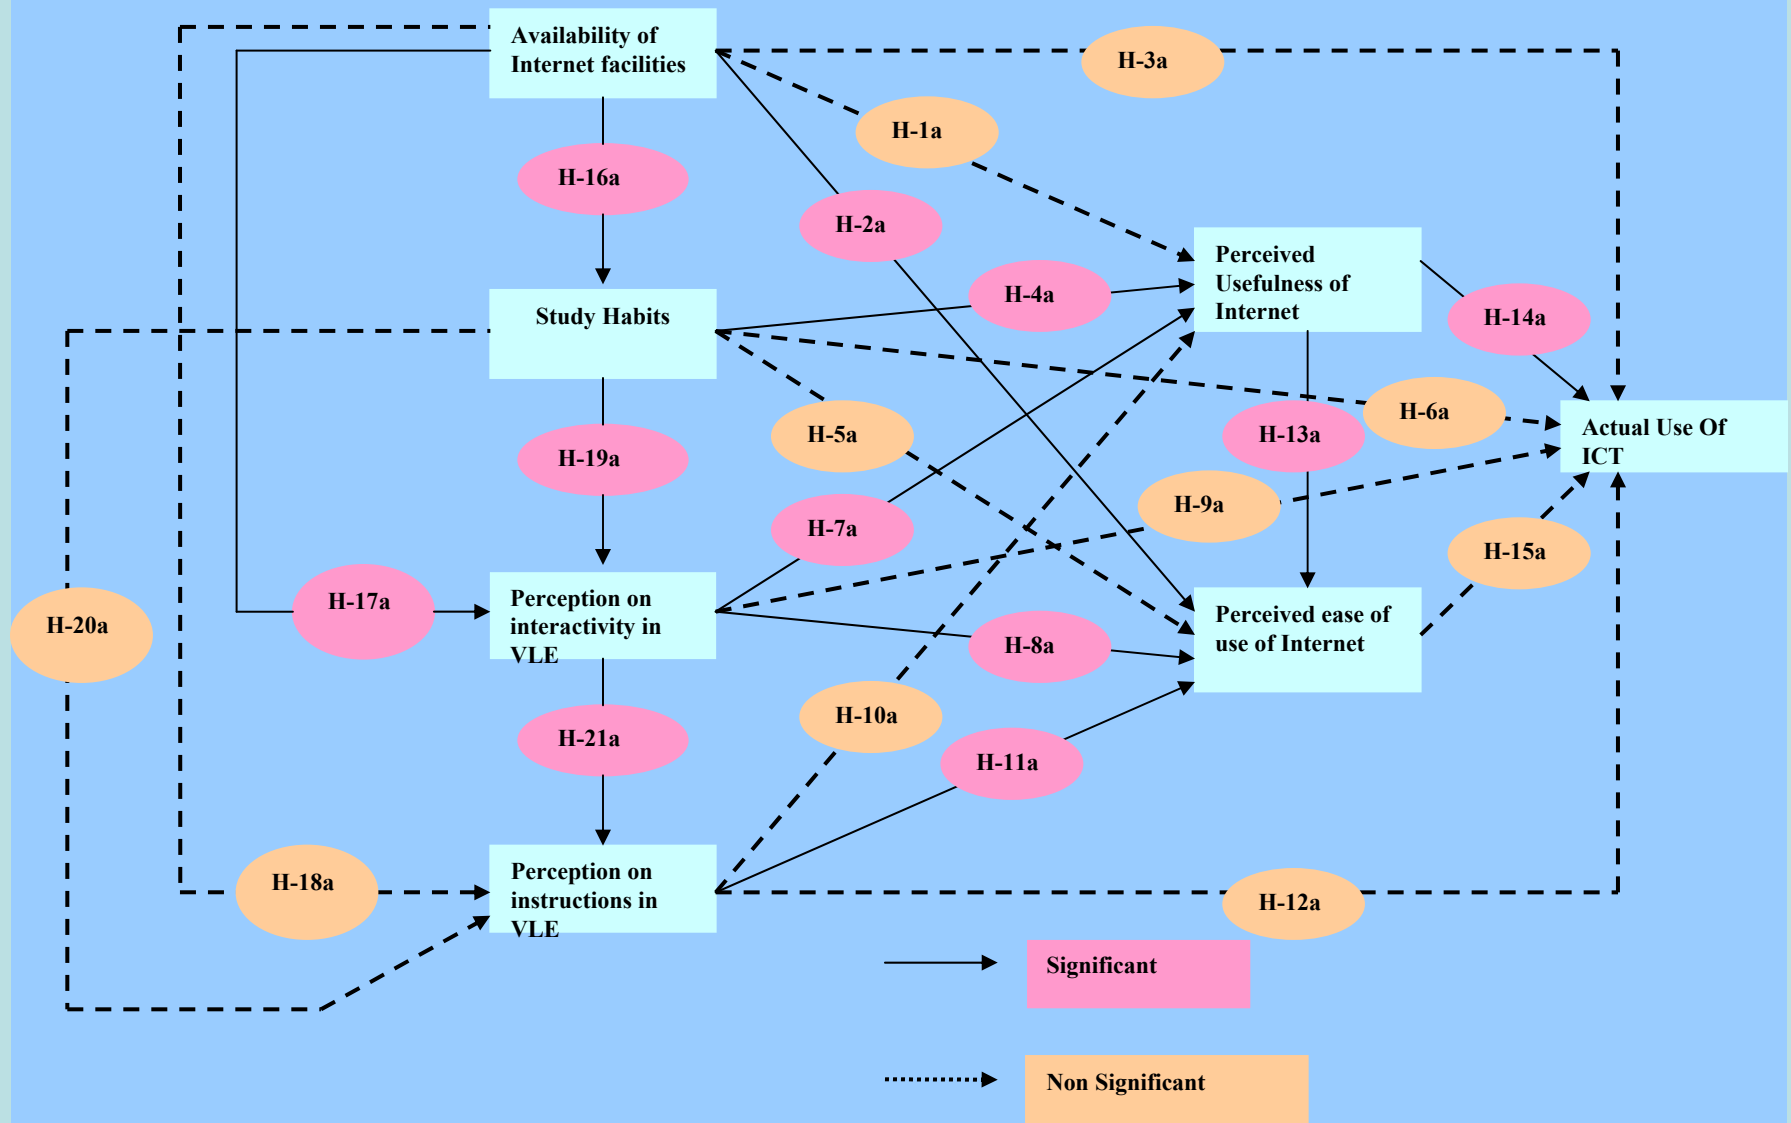 Availability of
Internet facilities
H-3a
H-1a
H-16a
H-2a
Perceived
Usefulness of
Internet
H-4a
Study Habits
H-14a
H-6a
H-5a
H-13a
Actual Use Of
ICT
H-19a
H-9a
H-7a
H-15a
H-17a
Perception on
interactivity in
VLE
Perceived ease of
use of Internet
H-20a
H-8a
H-10a
H-21a
H-11a
H-18a
Perception on
instructions in
VLE
H-12a
Significant
Non Significant